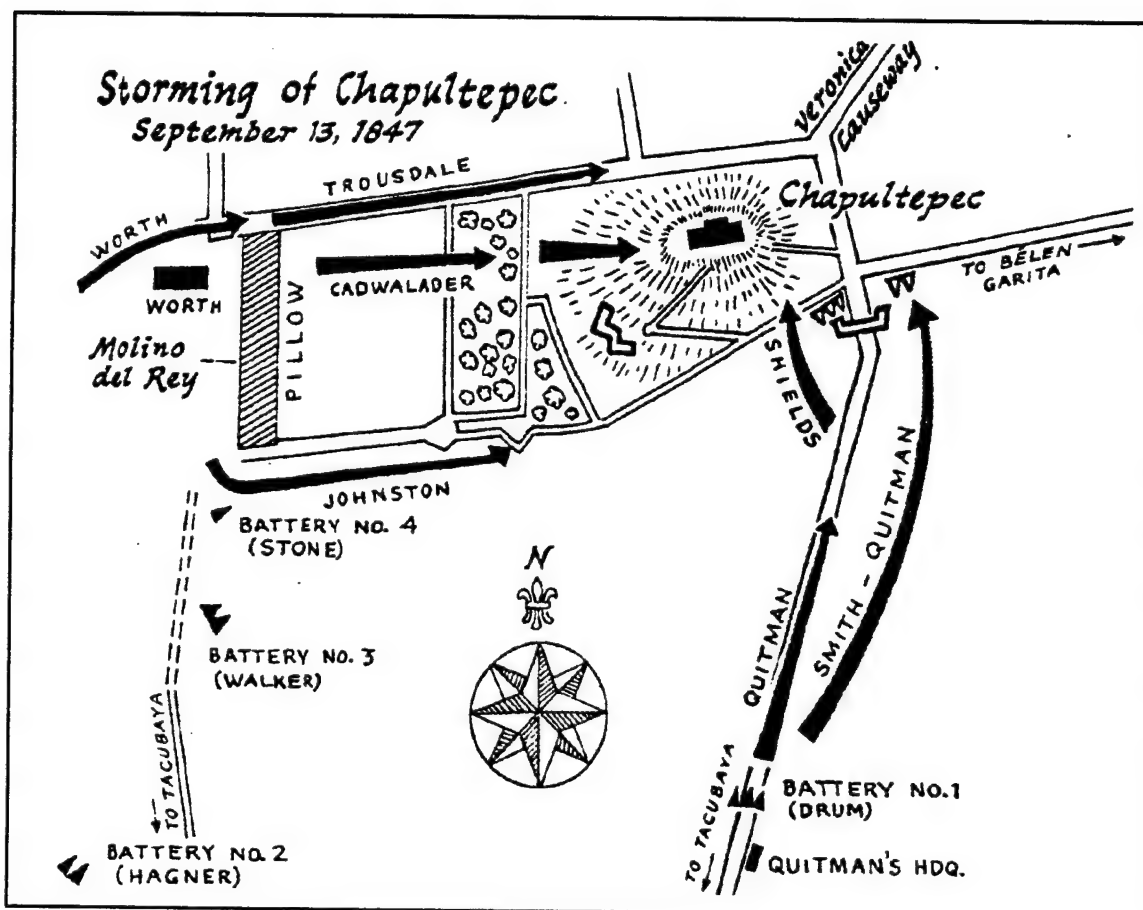 Storming of Chapultepec
September 13, 1847
Veronica
Causeway
TROUSDALE
WORTH
Chapultepec
WORTH
PILLOW
CADWALADER
TO BÉLEN
GARITA
Molino
del Rey
SHIELDS
JOHNSTON
BATTERY NO. 4
(STONE)
N
QUITMAN
SMITH - QUITMAN
BATTERY NO. 3
(WALKER)
TO TACUBAYA
TO TACUBAYA
BATTERY NO. 1
(DRUM)
BATTERY NO. 2
(HAGNER)
QUITMAN'S HDQ.